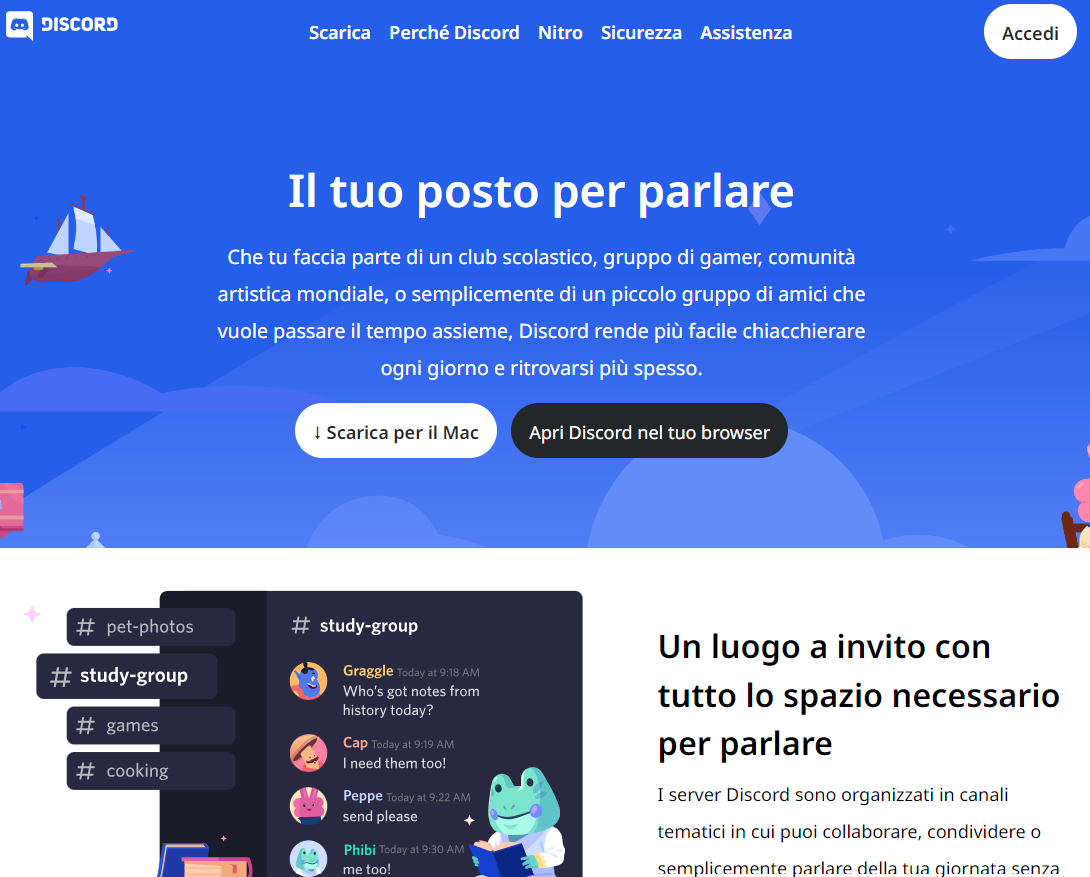 DISCORD
Scarica Perché Discord Nitro Sicurezza Assistenza
Accedi
Il tuo posto per parlare
Che tu faccia parte di un club scolastico, gruppo di gamer, comunità
artistica mondiale, o semplicemente di un piccolo gruppo di amici che
vuole passare il tempo assieme, Discord rende più facile chiacchierare
ogni giorno e ritrovarsi più spesso.
↓ Scarica per il Mac
Apri Discord nel tuo browser
# pet-photos
# study-group
# games
# cooking
# study-group
Graggle Today at 9:18 AM
Who's got notes from
history today?
Cap Today at 9:19 AM
I need them too!
Peppe Today at 9:22 AM
send please
Phibi Today at 9:30 AM
me too!
Un luogo a invito con
tutto lo spazio necessario
per parlare
I server Discord sono organizzati in canali
tematici in cui puoi collaborare, condividere o
semplicemente parlare della tua giornata senza